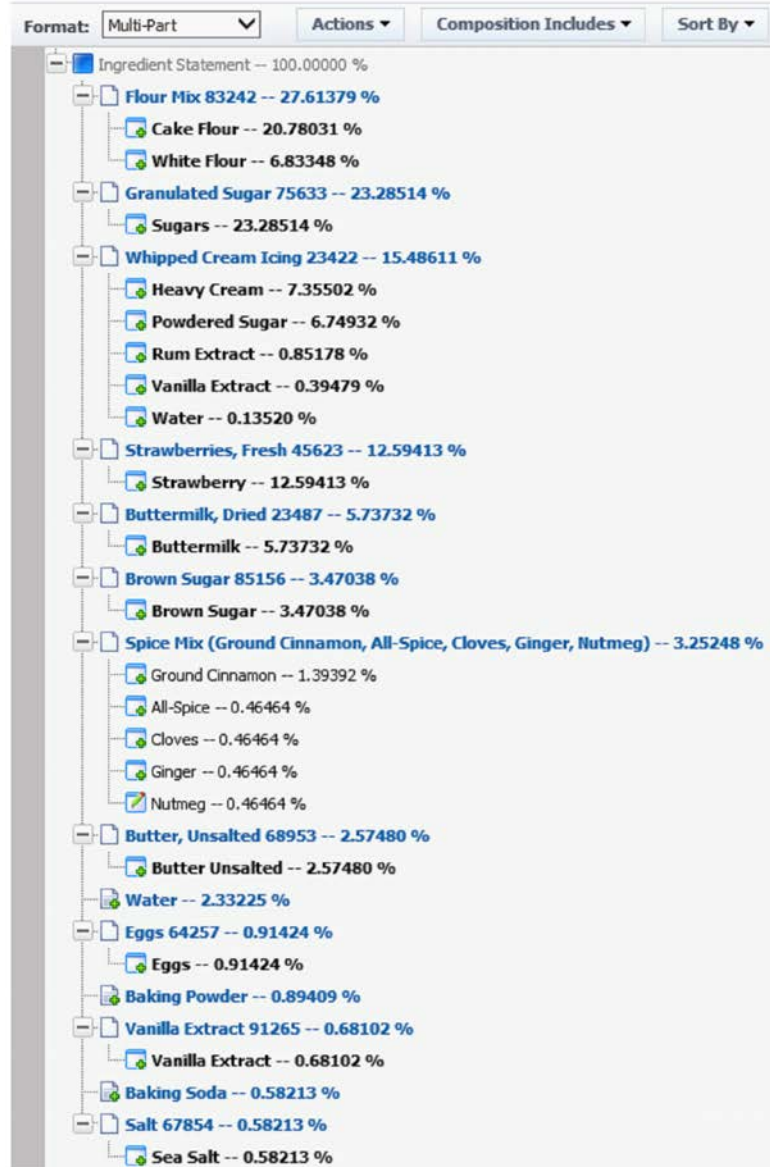 Format: Multi-Part Actions Composition Includes Sort By
Ingredient Statement -- 100.00000 %
Flour Mix 83242 -- 27.61379 %
Cake Flour -- 20.78031 %
White Flour -- 6.83348 %
Granulated Sugar 75633 -- 23.28514 %
Sugars -- 23.28514 %
Whipped Cream Icing 23422 -- 15.48611 %
Heavy Cream -- 7.35502 %
Powdered Sugar -- 6.74932 %
Rum Extract -- 0.85178 %
Vanilla Extract -- 0.39479 %
Water -- 0.13520 %
Strawberries, Fresh 45623 -- 12.59413 %
Strawberry -- 12.59413 %
Buttermilk, Dried 23487 -- 5.73732 %
Buttermilk -- 5.73732 %
Brown Sugar 85156 -- 3.47038 %
Brown Sugar -- 3.47038 %
Spice Mix (Ground Cinnamon, All-Spice, Cloves, Ginger, Nutmeg) -- 3.25248 %
Ground Cinnamon -- 1.39392 %
All-Spice -- 0.46464 %
Cloves -- 0.46464 %
Ginger -- 0.46464 %
Nutmeg -- 0.46464 %
Butter, Unsalted 68953 -- 2.57480 %
Butter Unsalted -- 2.57480 %
Water -- 2.33225 %
Eggs 64257 -- 0.91424 %
Eggs -- 0.91424 %
Baking Powder -- 0.89409 %
Vanilla Extract 91265 -- 0.68102 %
Vanilla Extract -- 0.68102 %
Baking Soda -- 0.58213 %
Salt 67854 -- 0.58213 %
Sea Salt -- 0.58213 %